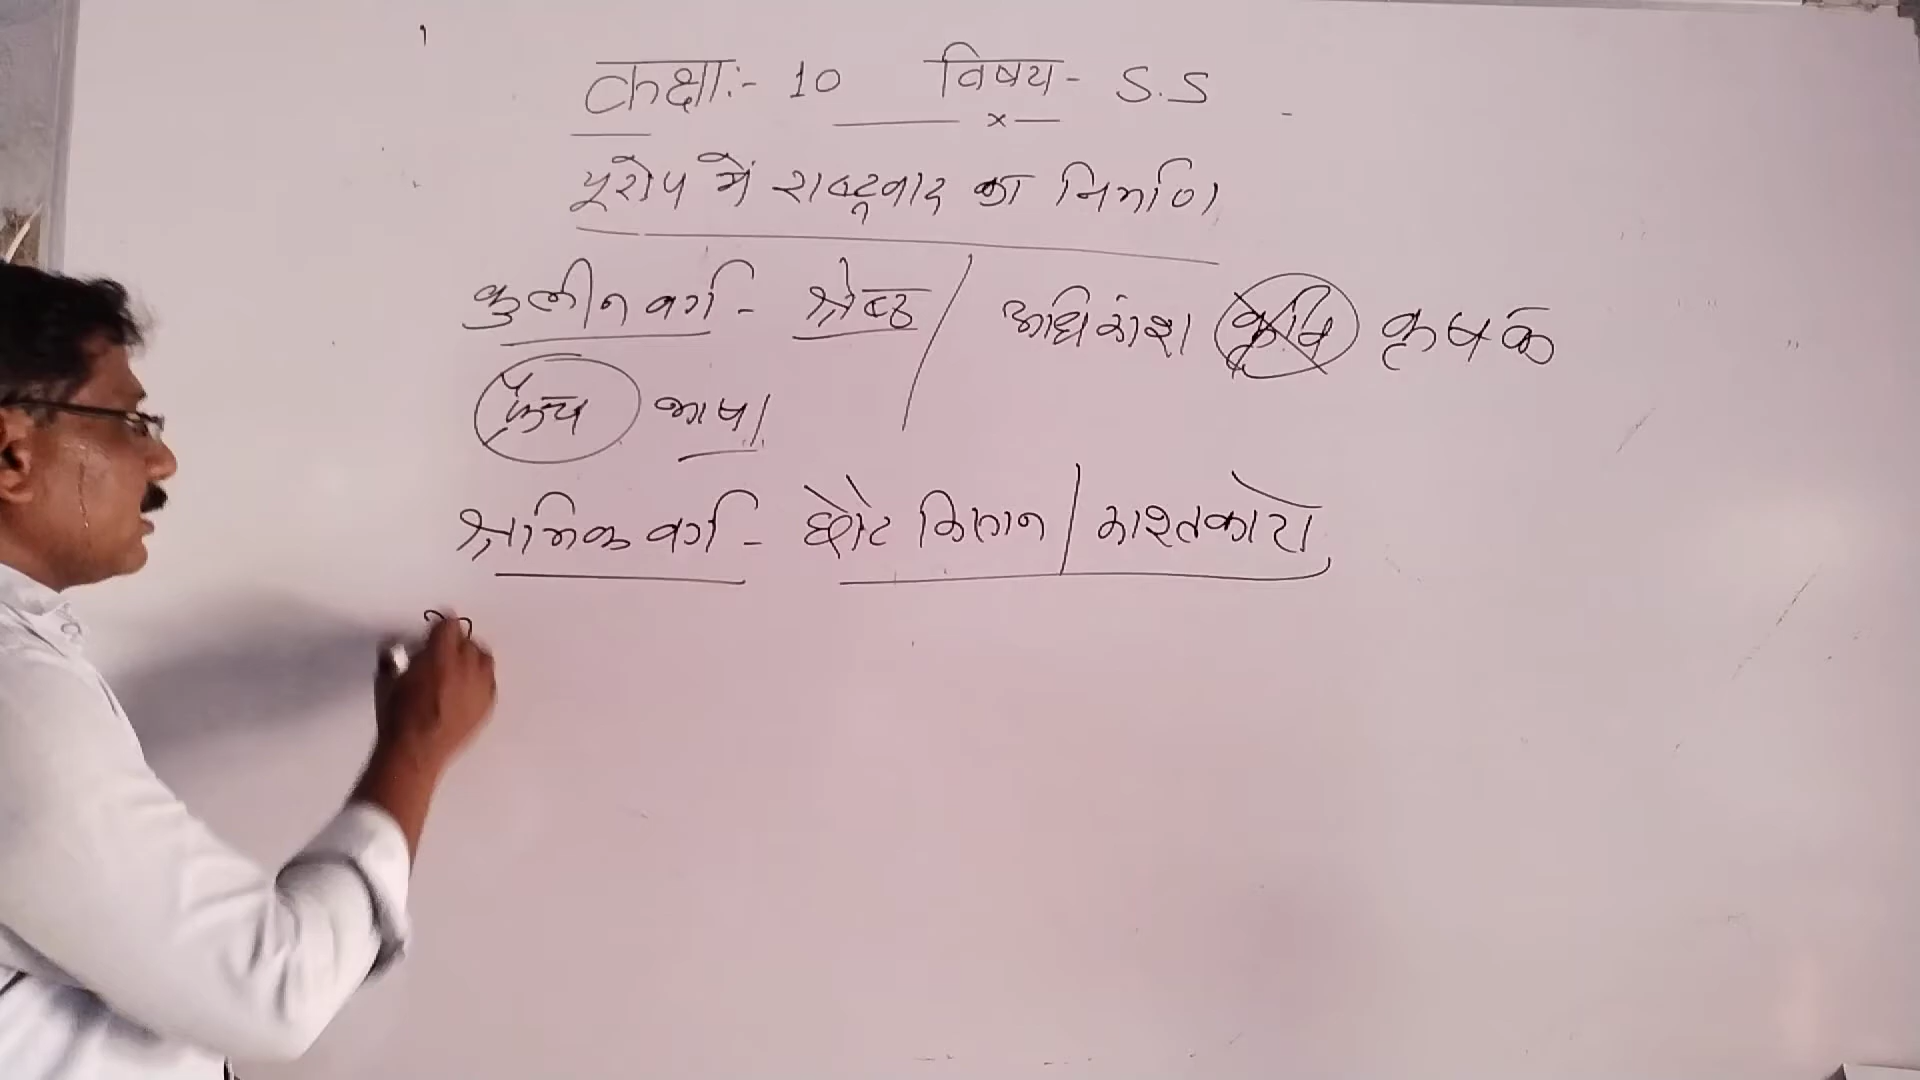 कक्षाः- 10 विषय- S.S
यूरोप में राष्ट्रवाद का निर्माण
कुलीन वर्ग - श्रेष्ठ / अधिकांश कृषि कृषक
फ्रेन्च भाषा
श्रमिक वर्ग - छोटे किसान / काश्तकारो